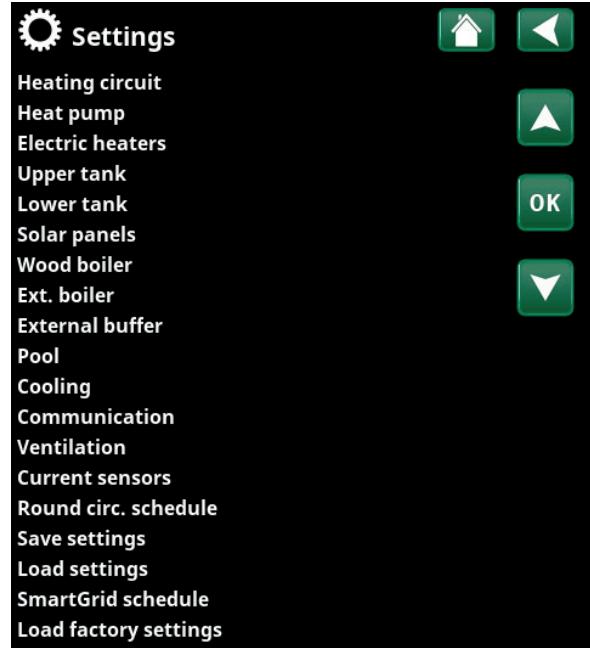 Settings
Heating circuit
Heat pump
Electric heaters
Upper tank
Lower tank
OK
Solar panels
Wood boiler
Ext. boiler
External buffer
Pool
Cooling
Communication
Ventilation
Current sensors
Round circ. schedule
Save settings
Load settings
SmartGrid schedule
Load factory settings